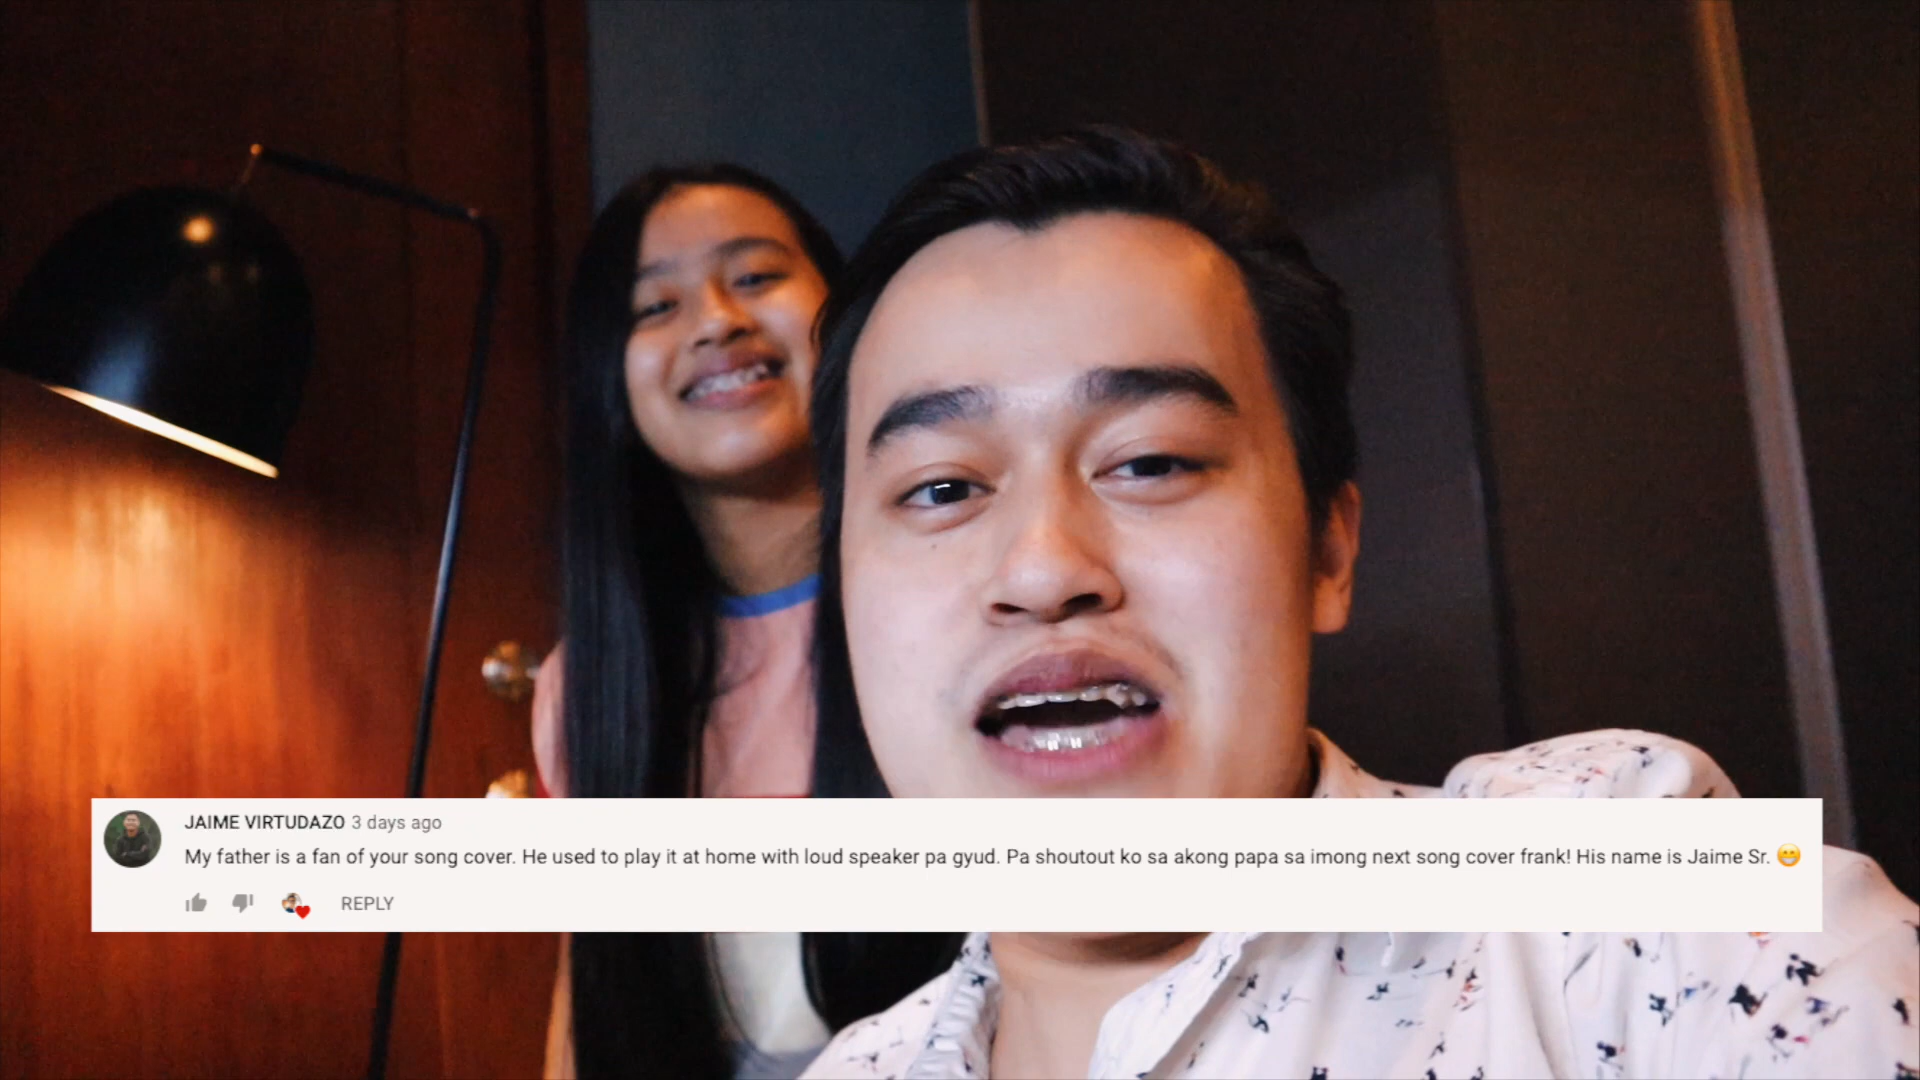 JAIME VIRTUDAZO 3 days ago
My father is a fan of your song cover. He used to play it at home with loud speaker pa gyud. Pa shoutout ko sa akong papa sa imong next song cover frank! His name is Jaime Sr. 😁
REPLY